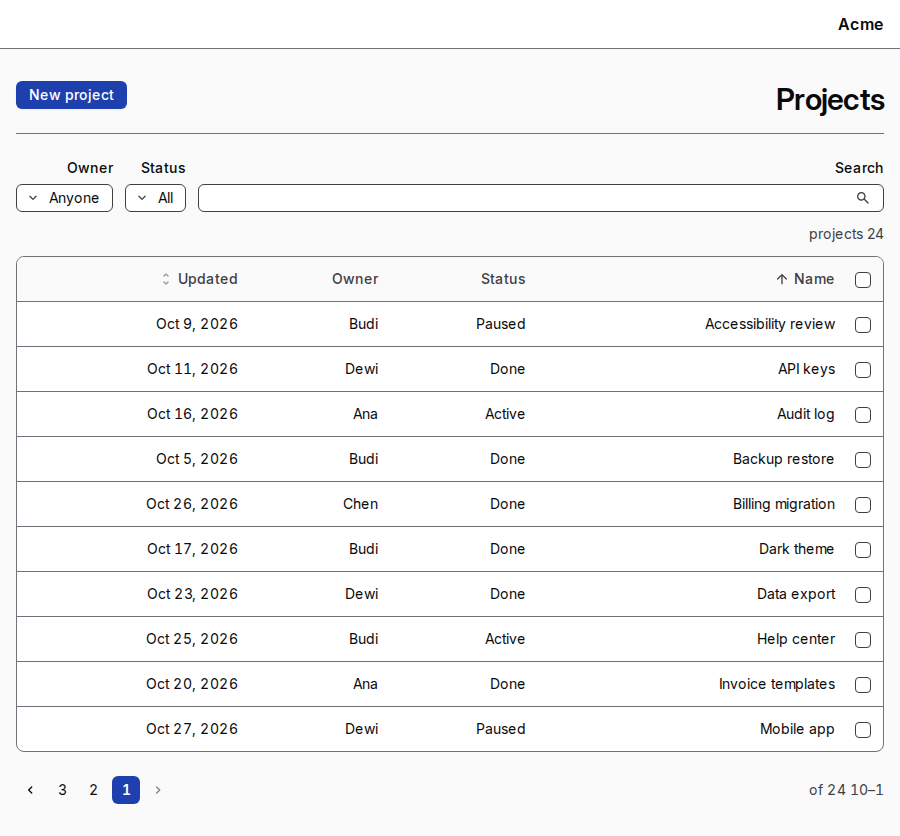 Acme
Projects
New project
Search
Status
Owner
All
Anyone
projects 24
Name Status Owner Updated
Accessibility review Paused Budi Oct 9, 2026
API keys Done Dewi Oct 11, 2026
Audit log Active Ana Oct 16, 2026
Backup restore Done Budi Oct 5, 2026
Billing migration Done Chen Oct 26, 2026
Dark theme Done Budi Oct 17, 2026
Data export Done Dewi Oct 23, 2026
Help center Active Budi Oct 25, 2026
Invoice templates Done Ana Oct 20, 2026
Mobile app Paused Dewi Oct 27, 2026
of 24 10–1
1 2 3